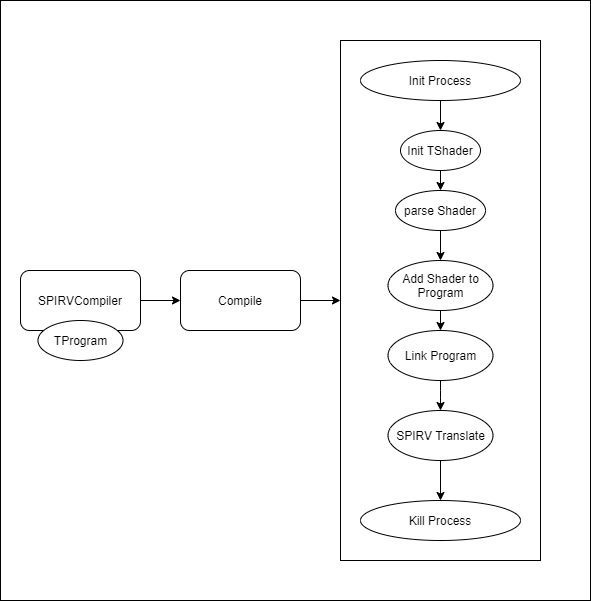 Init Process
Init TShader
parse Shader
Add Shader to
Program
SPIRVCompiler
Compile
TProgram
Link Program
SPIRV Translate
Kill Process